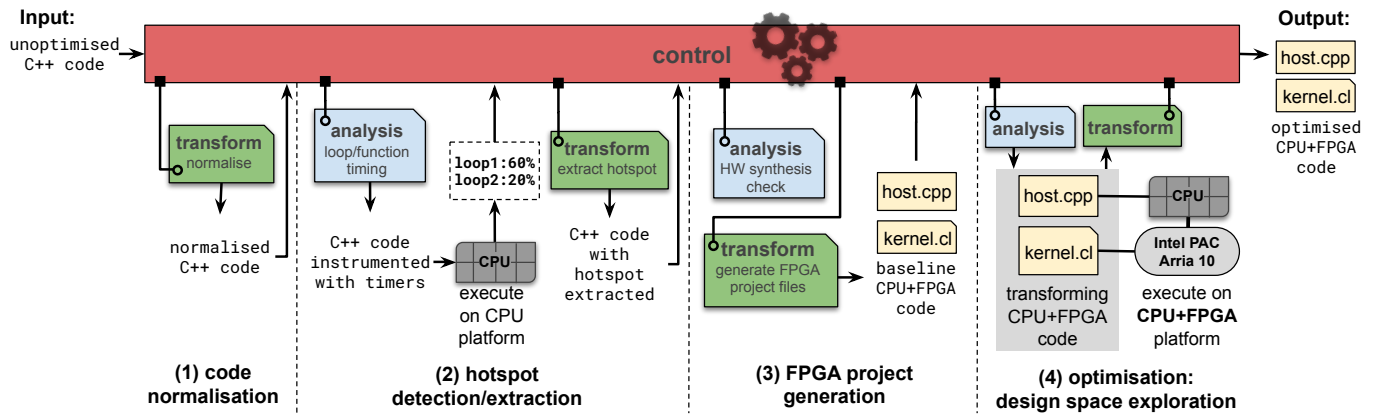 Input:
unoptimised
C++ code
control
Output:
host.cpp
kernel.cl
optimised
CPU+FPGA
code
transform
normalise
normalised
C++ code
(1) code
normalisation
analysis
loop/function
timing
C++ code
instrumented
with timers
loop1:60%
loop2:20%
CPU
execute
on CPU
platform
transform
extract hotspot
C++ code
with
hotspot
extracted
(2) hotspot
detection/extraction
analysis
HW synthesis
check
transform
generate FPGA
project files
host.cpp
kernel.cl
baseline
CPU+FPGA
code
(3) FPGA project
generation
analysis
transform
host.cpp
kernel.cl
transforming
CPU+FPGA
code
CPU
Intel PAC
Arria 10
execute on
CPU+FPGA
platform
(4) optimisation:
design space exploration